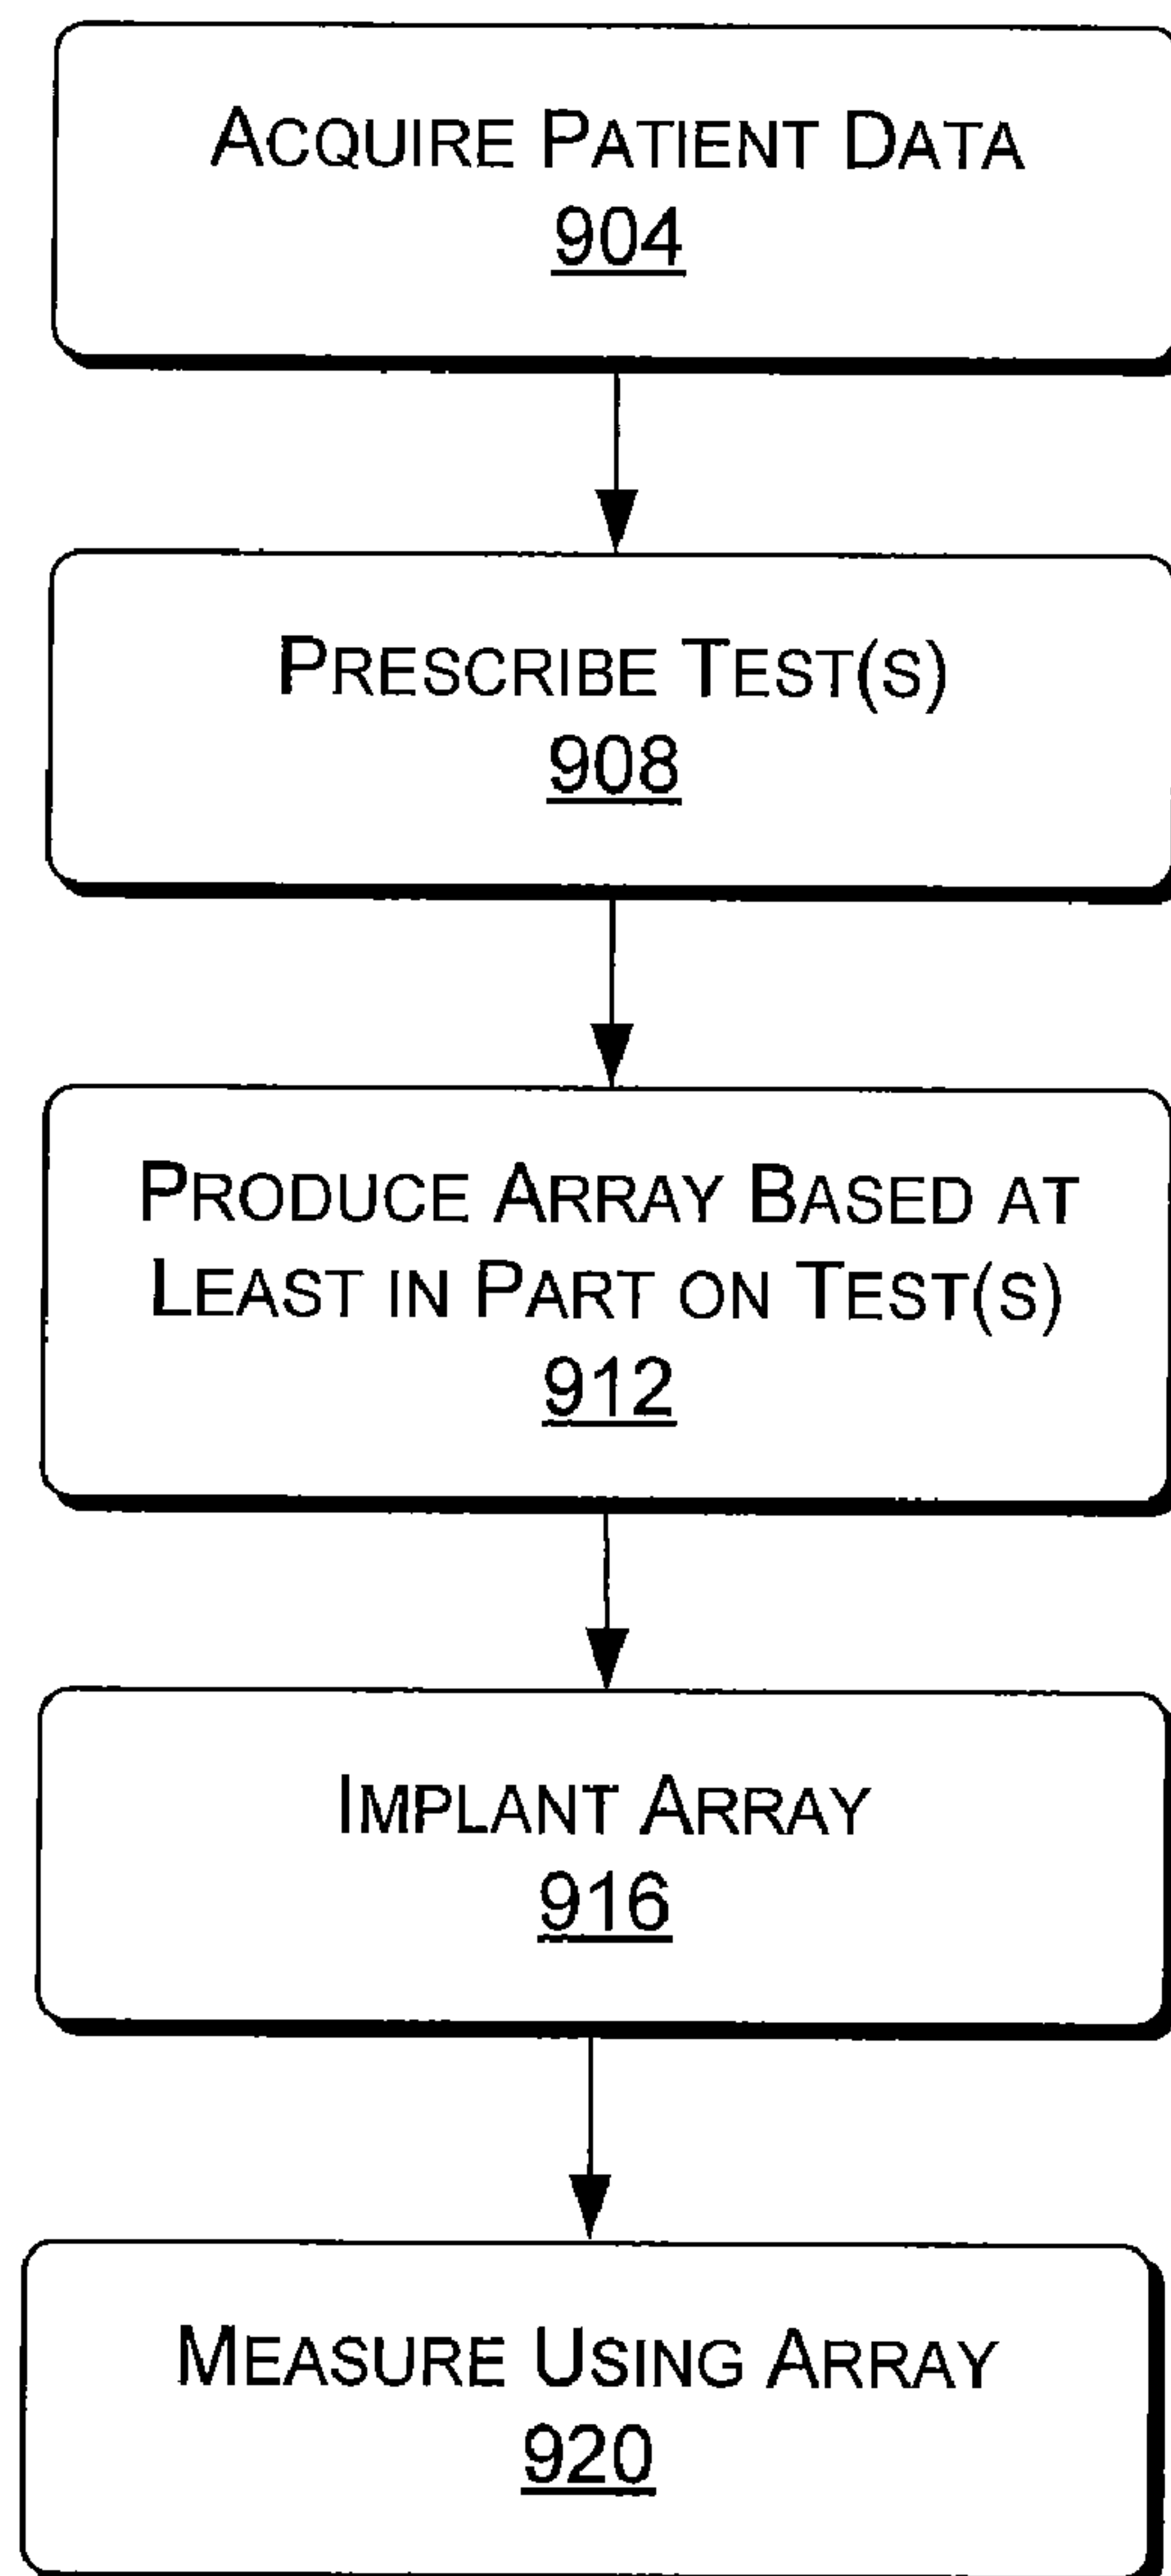 ACQUIRE PATIENT DATA
904
PRESCRIBE TEST(S)
908
PRODUCE ARRAY BASED AT
LEAST IN PART ON TEST(S)
912
IMPLANT ARRAY
916
MEASURE USING ARRAY
920